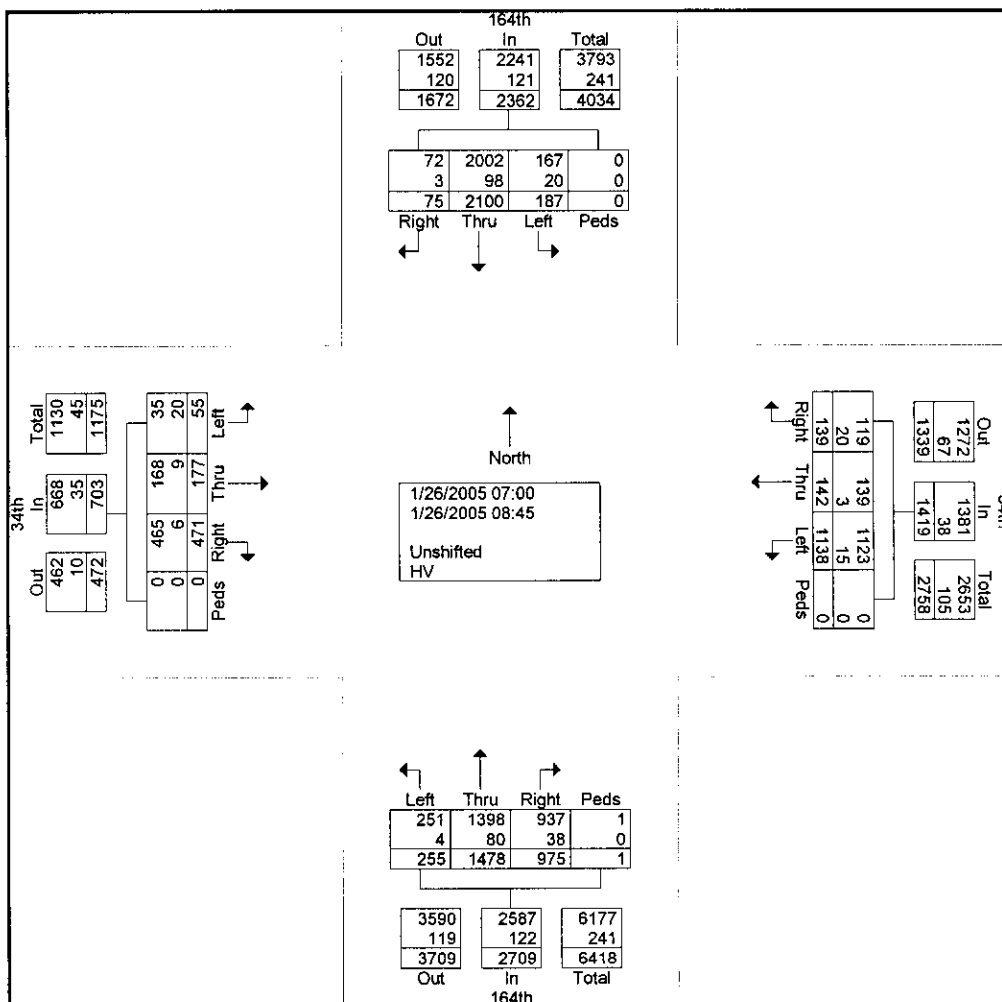 164th
Out In Total
1552 2241 3793
120 121 241
1672 2362 4034
72 2002 167 0
3 98 20 0
75 2100 187 0
Right Thru Left Peds
34th
Total In Out
1130 668 462
45 35 10
1175 703 472
35 168 465 0
20 9 6 0
55 177 471 0
Left Thru Right Peds
North
1/26/2005 07:00
1/26/2005 08:45
Unshifted
HV
Right Thru Left Peds
139 142 1138 0
20 3 15 0
119 139 1123 0
1339 1419 2758
67 38 105
1272 1381 2653
Out In Total
Left Thru Right Peds
251 1398 937 1
4 80 38 0
255 1478 975 1
3590 2587 6177
119 122 241
3709 2709 6418
Out In Total
164th